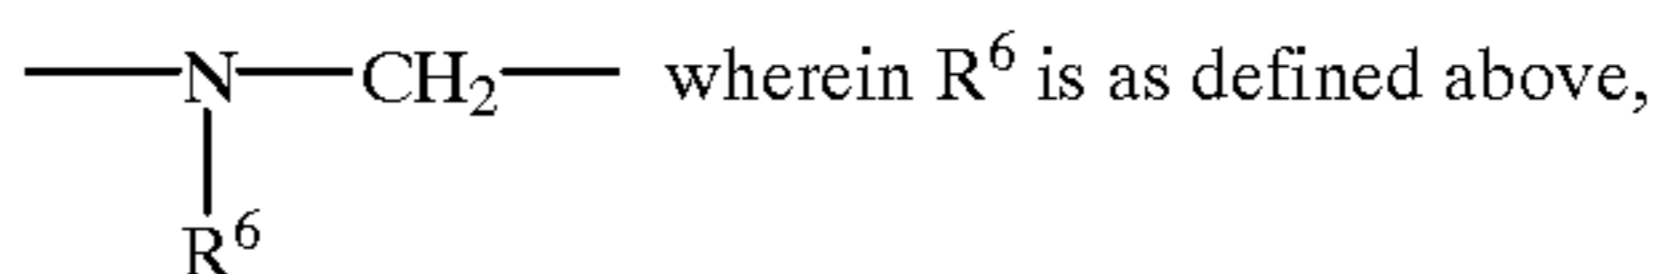 —N—CH₂— wherein R⁶ is as defined above,
R⁶